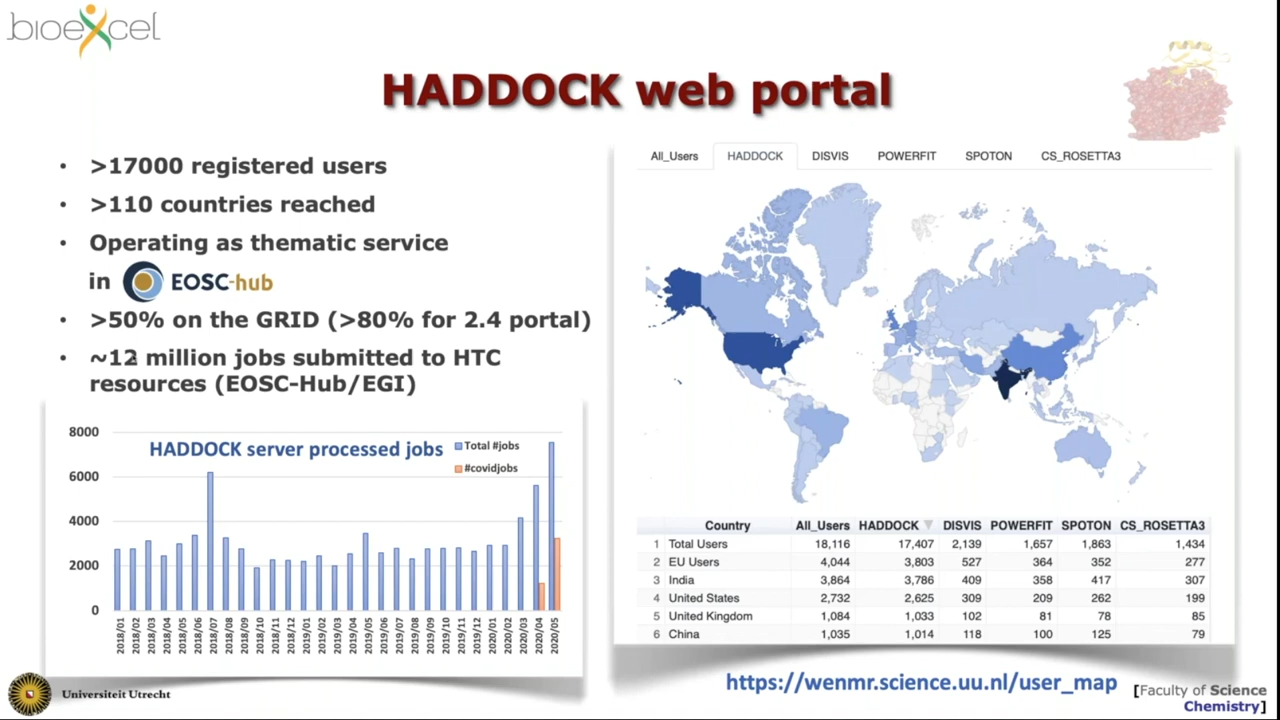 bioexcel
HADDOCK web portal
• >17000 registered users
• >110 countries reached
• Operating as thematic service
in EOSC-hub
• >50% on the GRID (>80% for 2.4 portal)
• ~12 million jobs submitted to HTC
resources (EOSC-Hub/EGI)
HADDOCK server processed jobs
Total #jobs
#covidjobs
8000
6000
4000
2000
0
2018/01 2018/02 2018/03 2018/04 2018/05 2018/06 2018/07 2018/08 2018/09 2018/10 2018/11 2018/12 2019/01 2019/02 2019/03 2019/04 2019/05 2019/06 2019/07 2019/08 2019/09 2019/10 2019/11 2019/12 2020/01 2020/02 2020/03 2020/04 2020/05
All_Users HADDOCK DISVIS POWERFIT SPOTON CS_ROSETTA3
Country All_Users HADDOCK DISVIS POWERFIT SPOTON CS_ROSETTA3
1 Total Users 18,116 17,407 2,139 1,657 1,863 1,434
2 EU Users 4,044 3,803 527 364 352 277
3 India 3,864 3,786 409 358 417 307
4 United States 2,732 2,625 309 209 262 199
5 United Kingdom 1,084 1,033 102 81 78 85
6 China 1,035 1,014 118 100 125 79
https://wenmr.science.uu.nl/user_map
Universiteit Utrecht
[Faculty of Science
Chemistry]